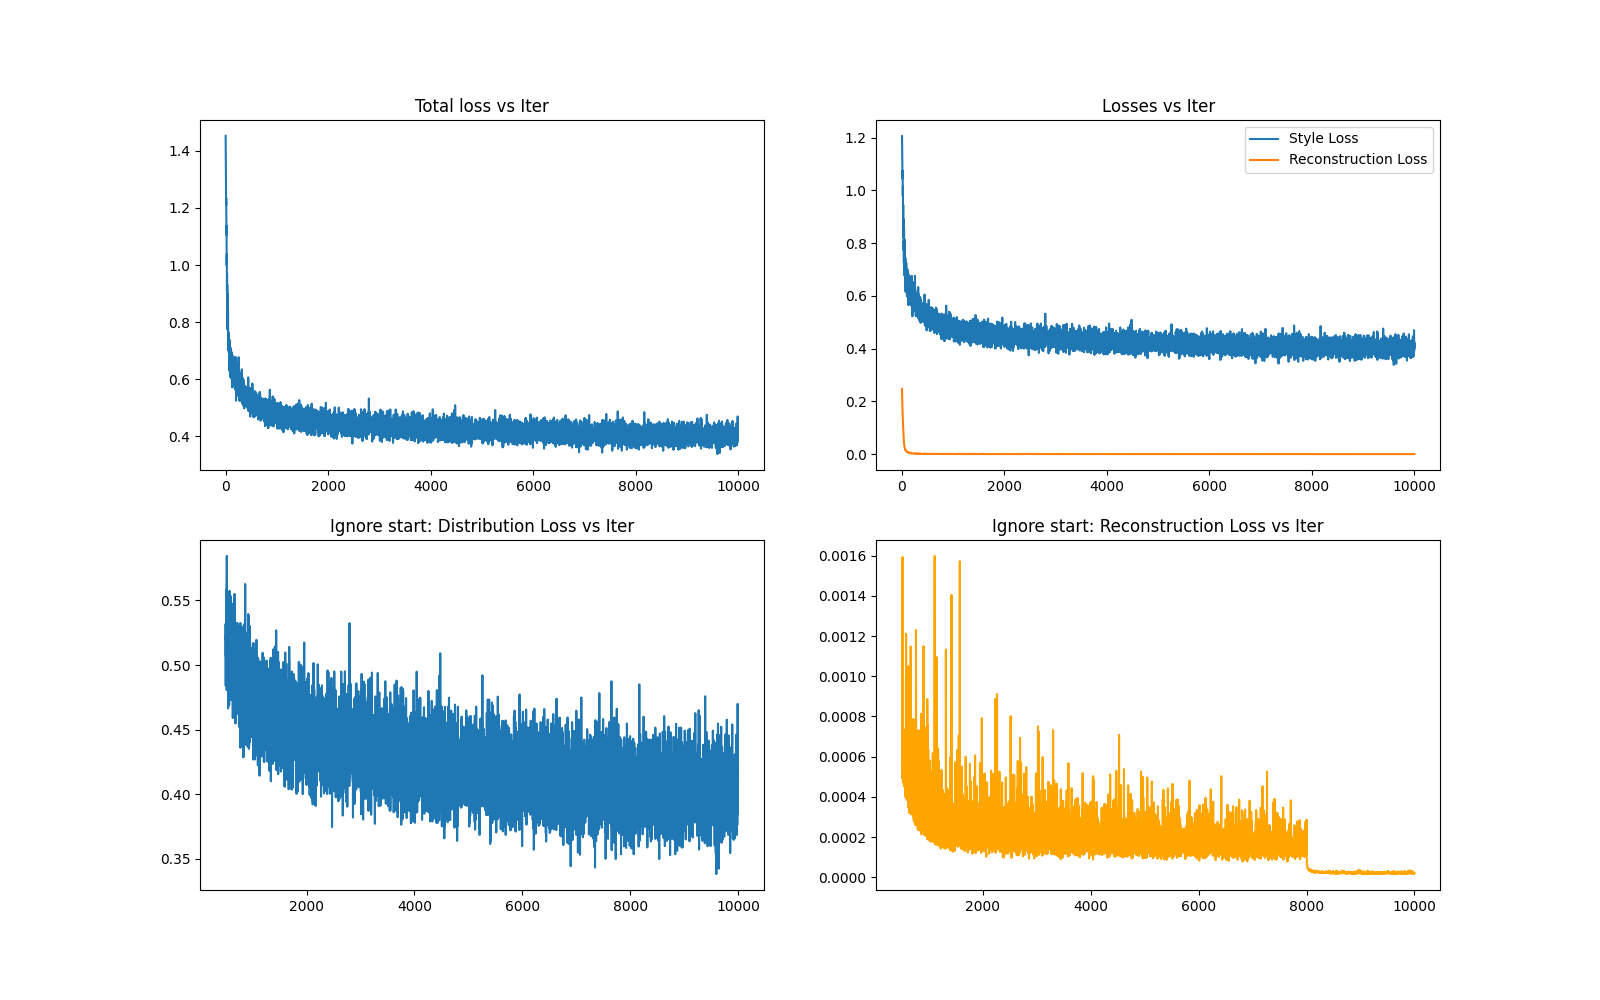 Total loss vs Iter
1.4
1.2
1.0
0.8
0.6
0.4
0 2000 4000 6000 8000 10000
Losses vs Iter
Style Loss
Reconstruction Loss
1.2
1.0
0.8
0.6
0.4
0.2
0.0
0 2000 4000 6000 8000 10000
Ignore start: Distribution Loss vs Iter
0.55
0.50
0.45
0.40
0.35
2000 4000 6000 8000 10000
Ignore start: Reconstruction Loss vs Iter
0.0016
0.0014
0.0012
0.0010
0.0008
0.0006
0.0004
0.0002
0.0000
2000 4000 6000 8000 10000